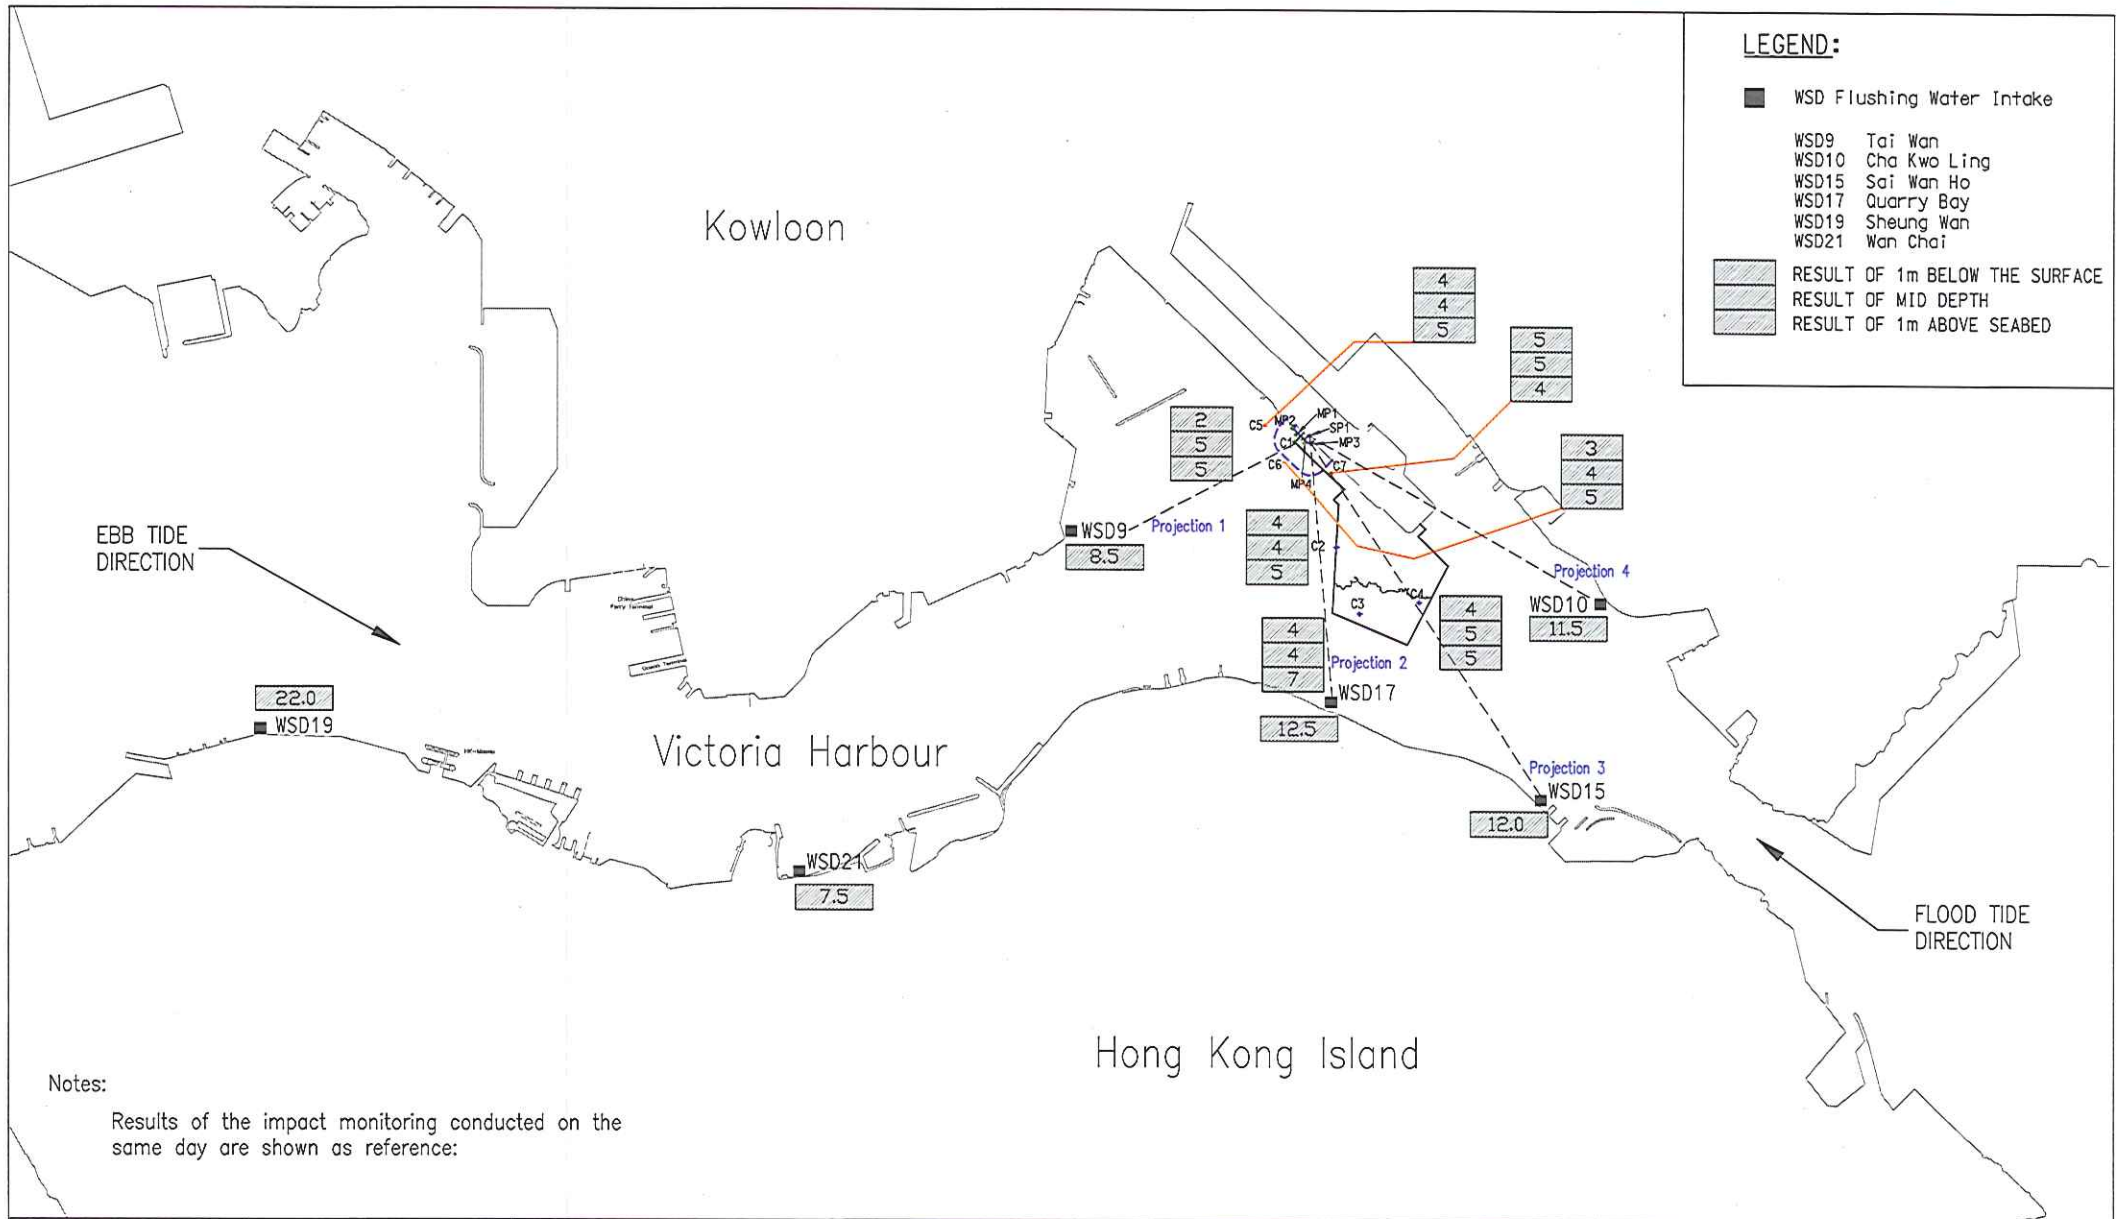 LEGEND:
WSD Flushing Water Intake
WSD9 Tai Wan
WSD10 Cha Kwo Ling
WSD15 Sai Wan Ho
WSD17 Quarry Bay
WSD19 Sheung Wan
WSD21 Wan Chai
RESULT OF 1m BELOW THE SURFACE
RESULT OF MID DEPTH
RESULT OF 1m ABOVE SEABED
Kowloon
4
4
5
5
5
4
2
5
5
3
4
5
C5
MP2
MP1
SP1
C1
MP3
C6
C7
MP4
WSD9
Projection 1
8.5
EBB TIDE
DIRECTION
4
4
5
C2
Projection 4
WSD10
11.5
China
Ferry Terminal
Ocean Terminal
C3
C4
4
5
5
4
4
7
Projection 2
WSD17
12.5
22.0
WSD19
Victoria Harbour
Projection 3
WSD15
12.0
WSD21
7.5
FLOOD TIDE
DIRECTION
Hong Kong Island
Notes:
Results of the impact monitoring conducted on the
same day are shown as reference: